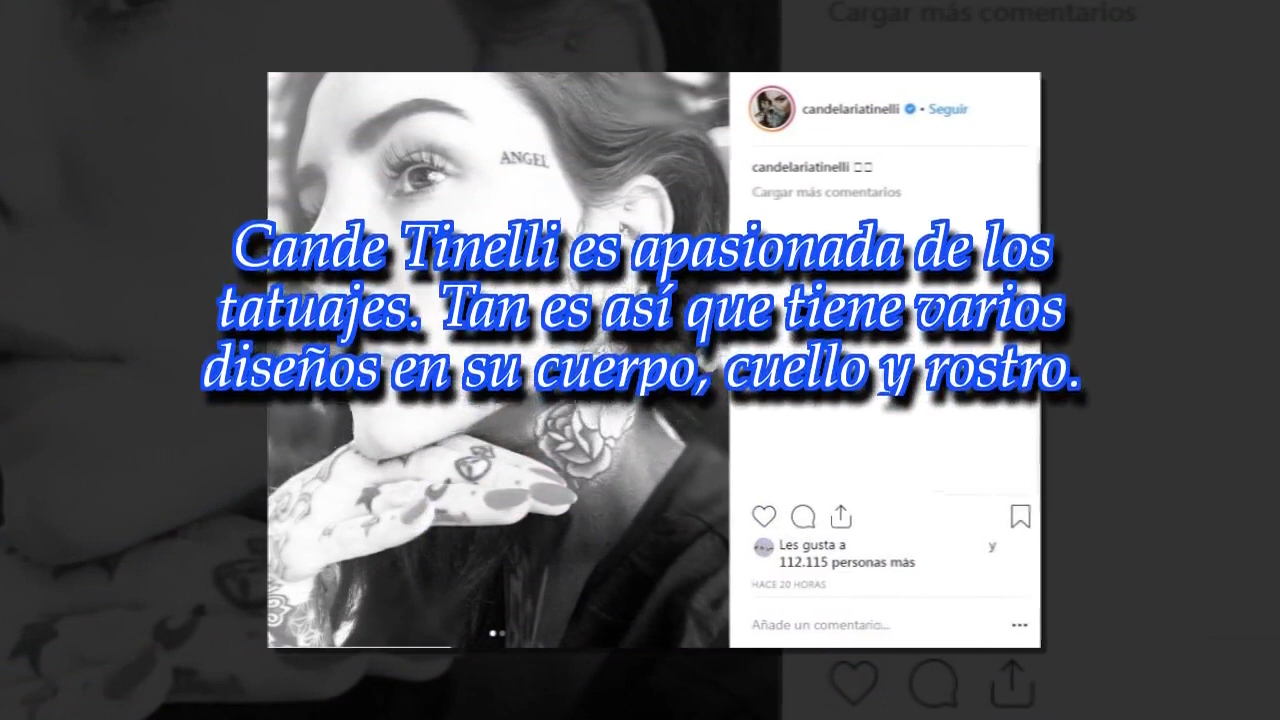 Cargar más comentarios
candelariatinelli • Seguir
ANGEL
candelariatinelli
Cargar más comentarios
Cande Tinelli es apasionada de los
tatuajes. Tan es así que tiene varios
diseños en su cuerpo, cuello y rostro.
Les gusta a y
112.115 personas más
HACE 20 HORAS
Añade un comentario...